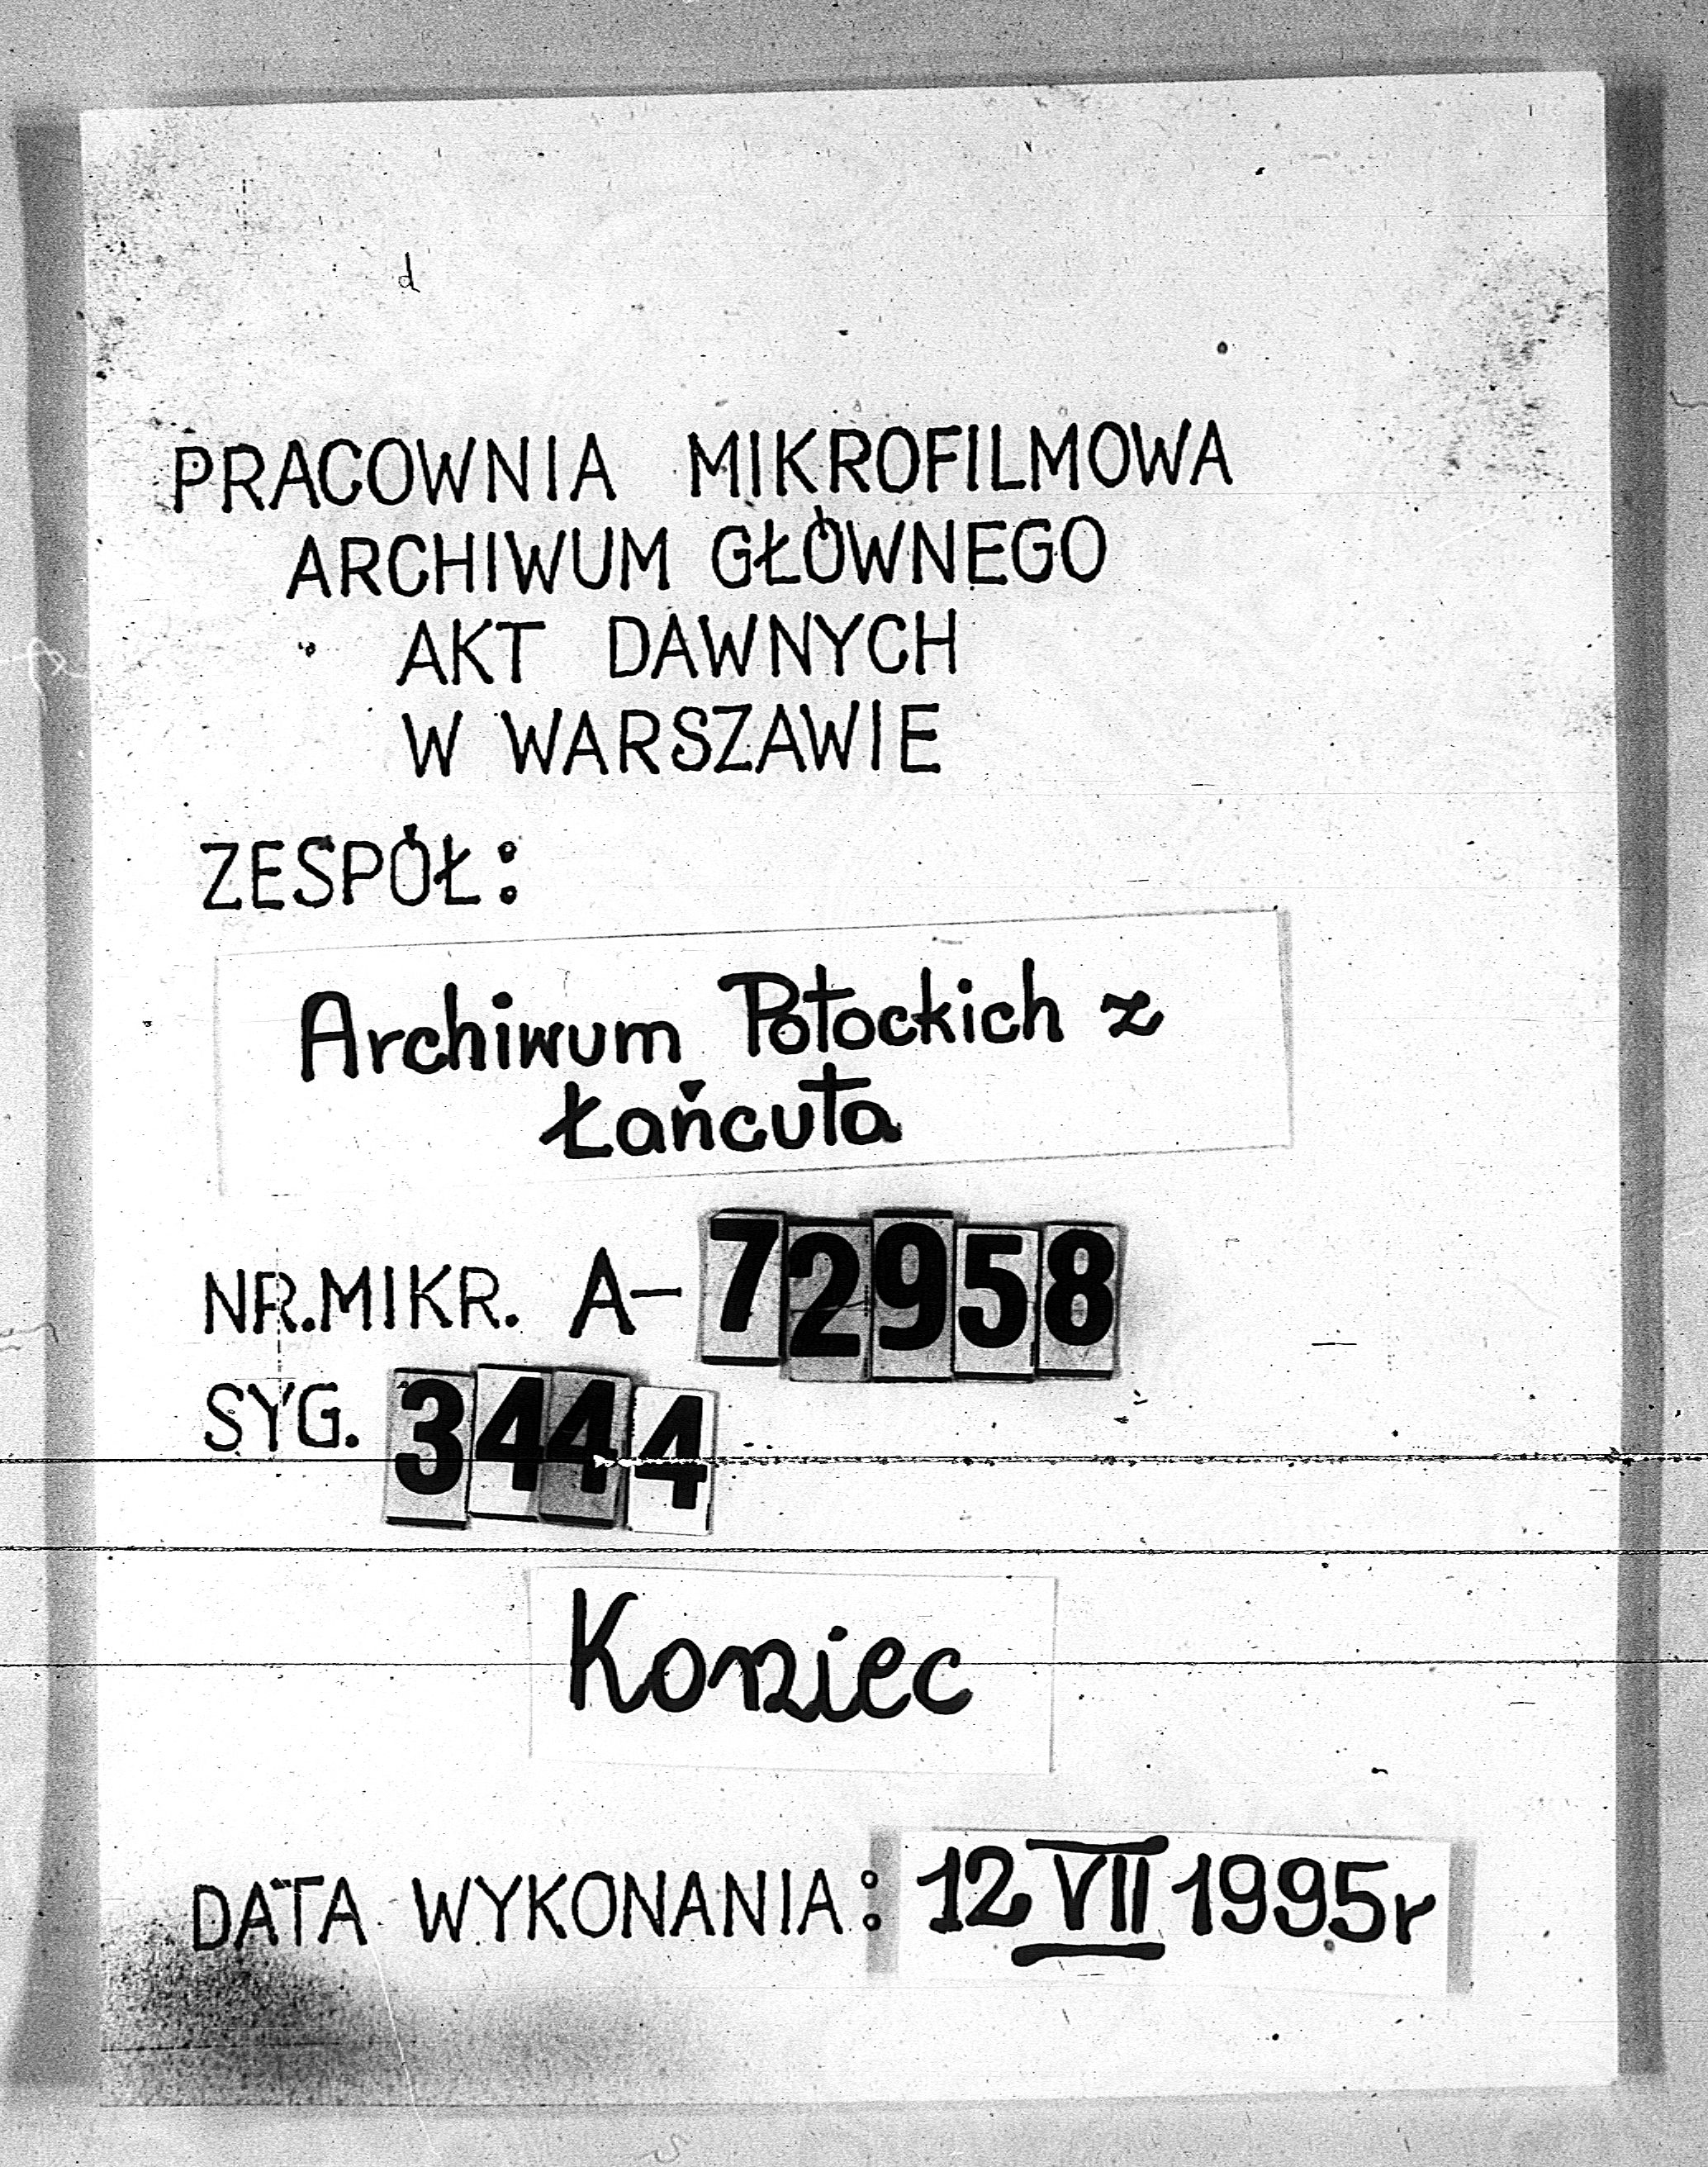 PRACOWNIA MIKROFILMOWA
ARCHIWUM GŁÓWNEGO
AKT DAWNYCH
W WARSZAWIE
ZESPÓŁ:
Archiwum Potockich z
Łańcuta
NR.MIKR. A-72958
SYG. 3444
Koniec
DATA WYKONANIA: 12 VII 1995r